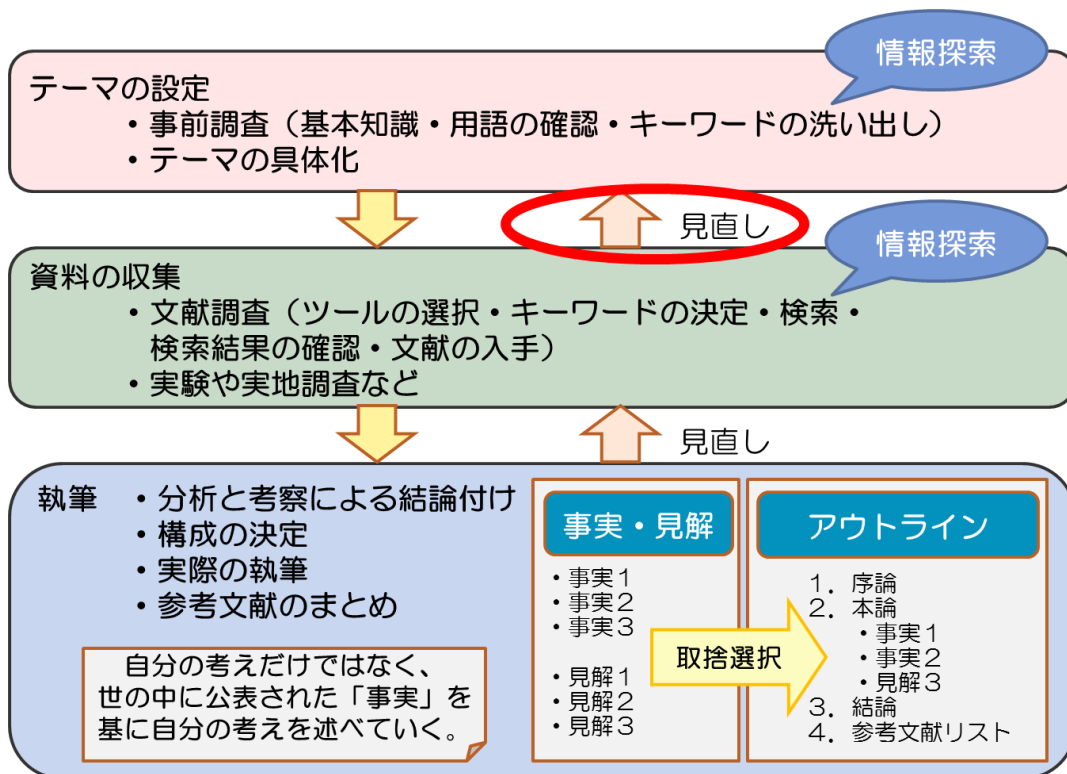 情報探索
テーマの設定
・事前調査（基本知識・用語の確認・キーワードの洗い出し）
・テーマの具体化
見直し
情報探索
資料の収集
・文献調査（ツールの選択・キーワードの決定・検索・
検索結果の確認・文献の入手）
・実験や実地調査など
見直し
執筆 ・分析と考察による結論付け
・構成の決定
・実際の執筆
・参考文献のまとめ
自分の考えだけではなく、
世の中に公表された「事実」を
基に自分の考えを述べていく。
事実・見解
・事実１
・事実２
・事実３
・見解１
・見解２
・見解３
取捨選択
アウトライン
１．序論
２．本論
・事実１
・事実２
・見解３
３．結論
４．参考文献リスト